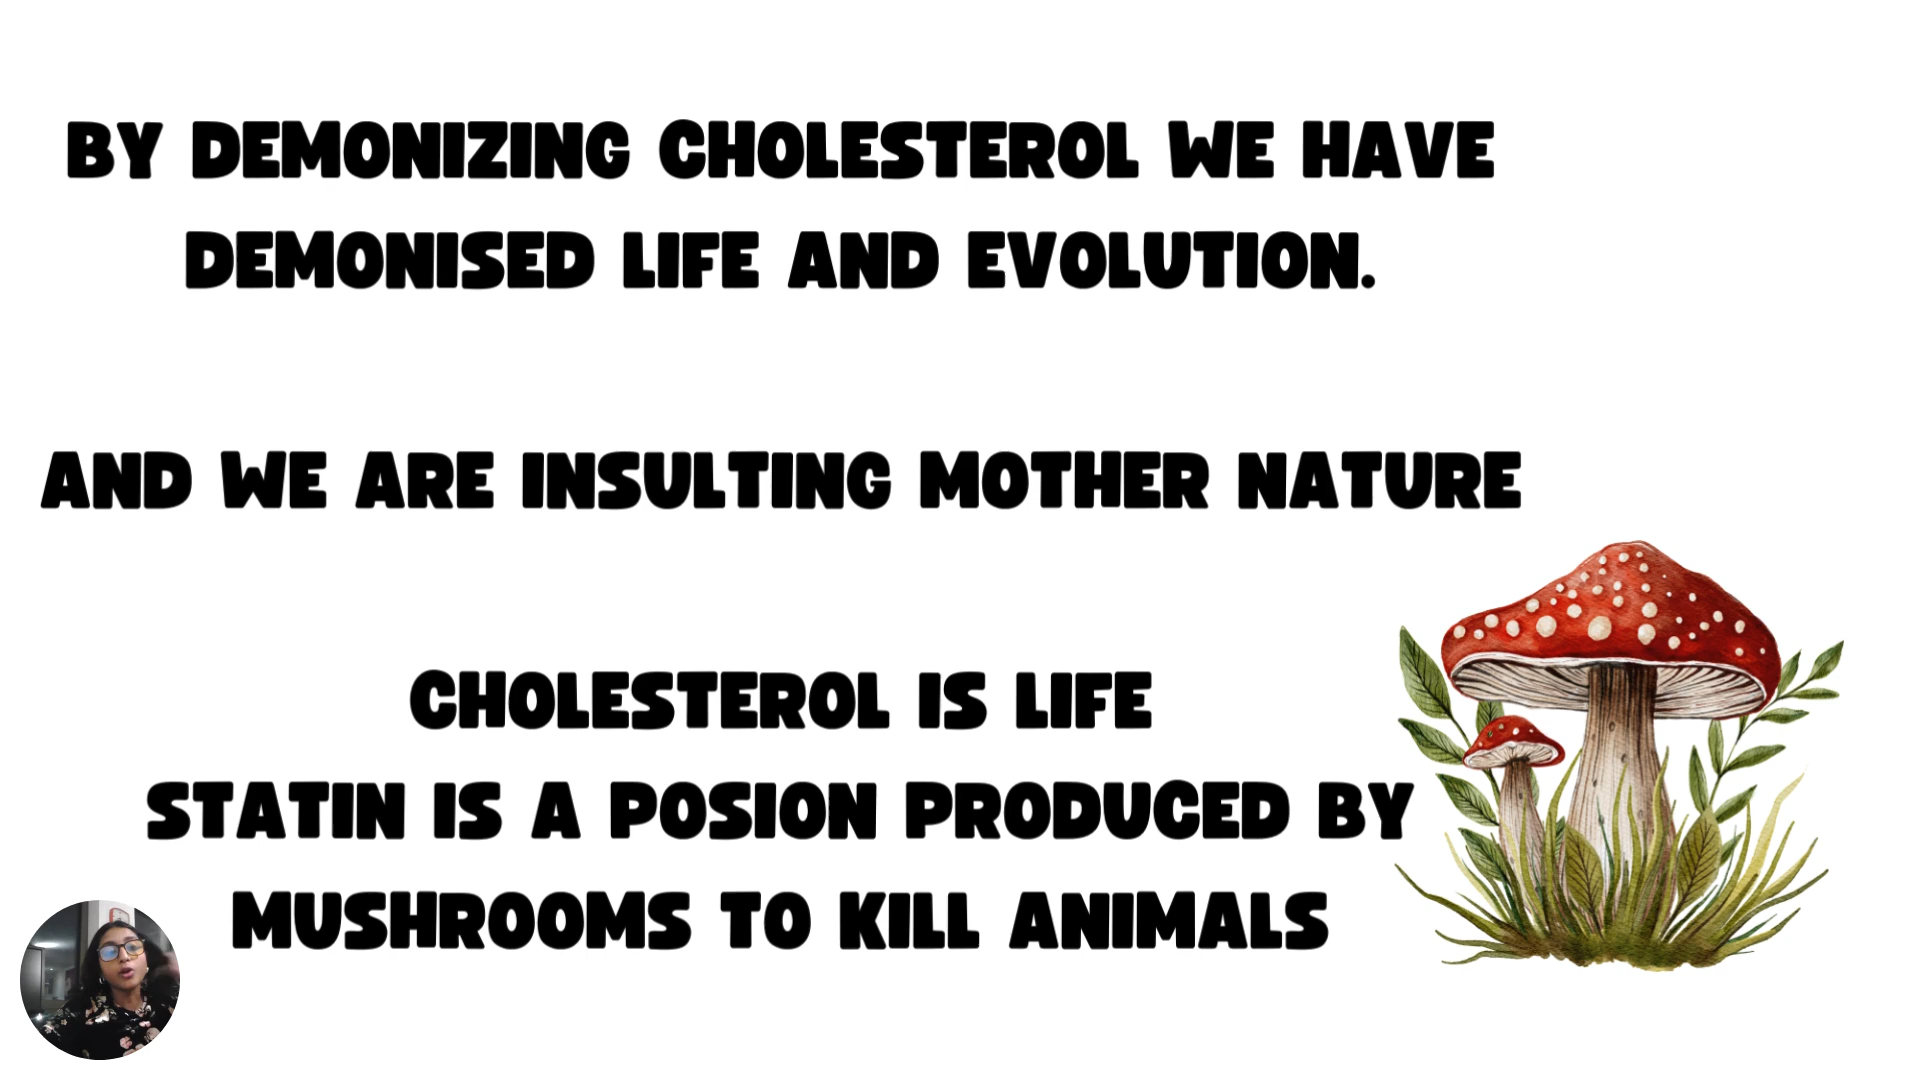 BY DEMONIZING CHOLESTEROL WE HAVE
DEMONISED LIFE AND EVOLUTION.
AND WE ARE INSULTING MOTHER NATURE
CHOLESTEROL IS LIFE
STATIN IS A POSION PRODUCED BY
MUSHROOMS TO KILL ANIMALS